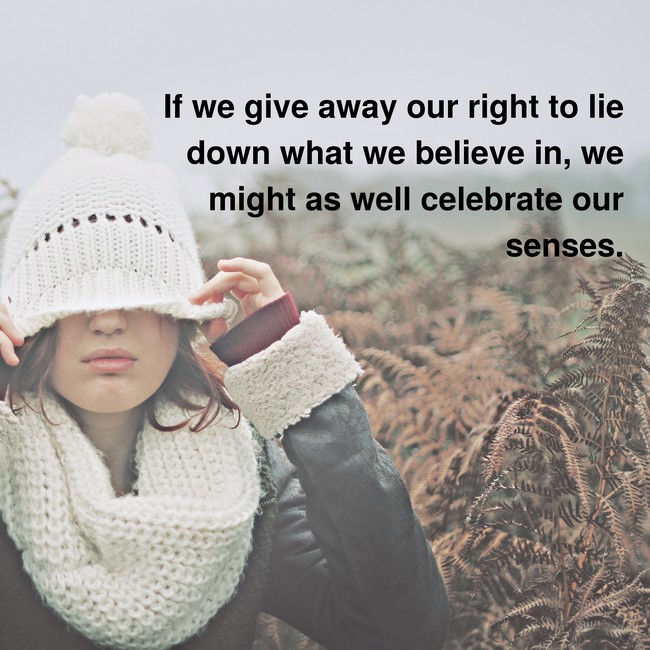 If we give away our right to lie
down what we believe in, we
might as well celebrate our
senses.